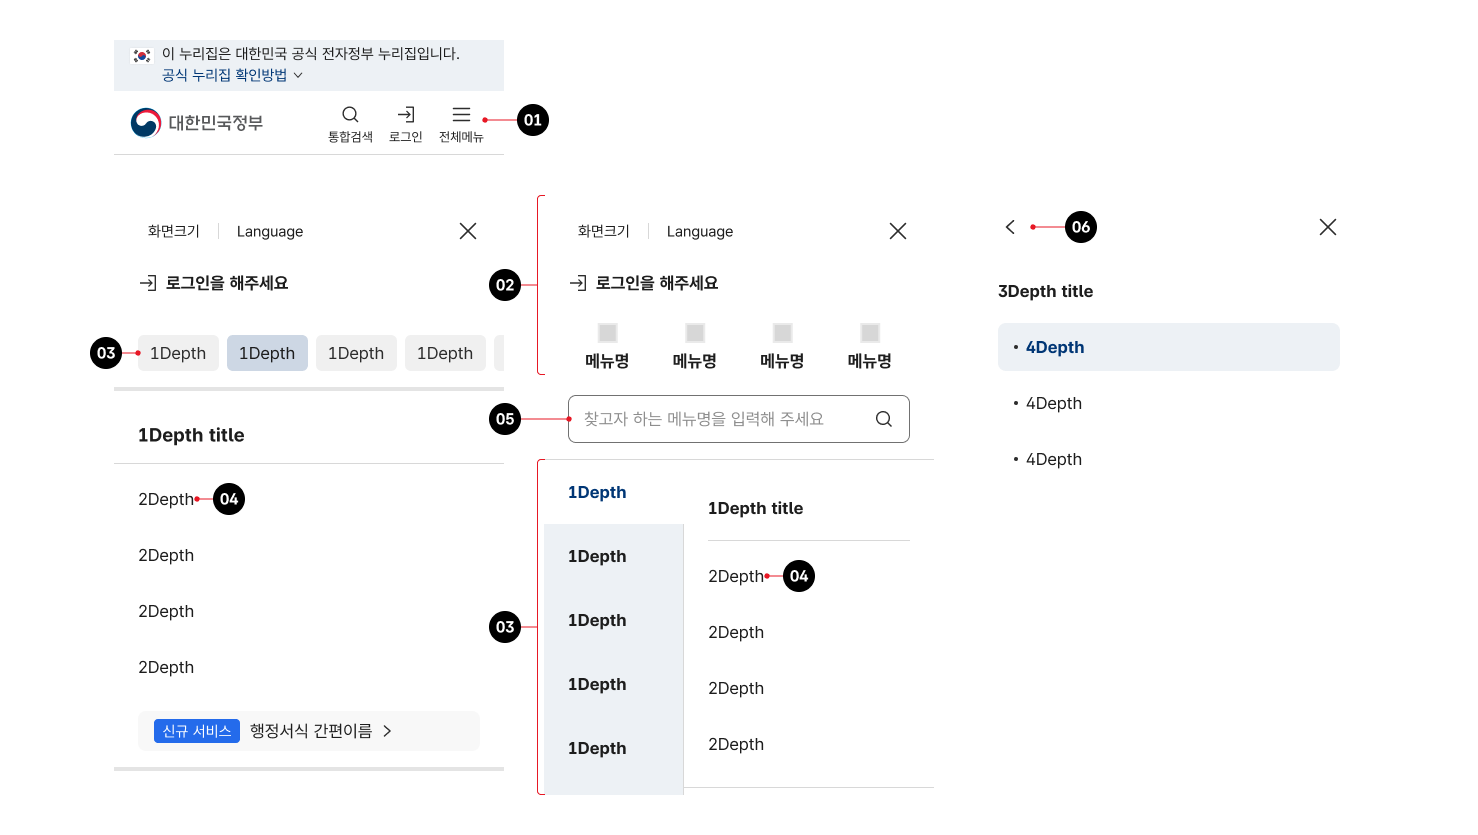 이 누리집은 대한민국 공식 전자정부 누리집입니다.
공식 누리집 확인방법
대한민국정부
통합검색 로그인 전체메뉴
01
화면크기 Language
로그인을 해주세요
03
1Depth 1Depth 1Depth 1Depth
1Depth title
2Depth
04
2Depth
2Depth
2Depth
신규 서비스 행정서식 간편이름
02
화면크기 Language
로그인을 해주세요
메뉴명 메뉴명 메뉴명 메뉴명
05
찾고자 하는 메뉴명을 입력해 주세요
03
1Depth
1Depth
1Depth
1Depth
1Depth
1Depth title
2Depth
04
2Depth
2Depth
2Depth
06
3Depth title
• 4Depth
• 4Depth
• 4Depth